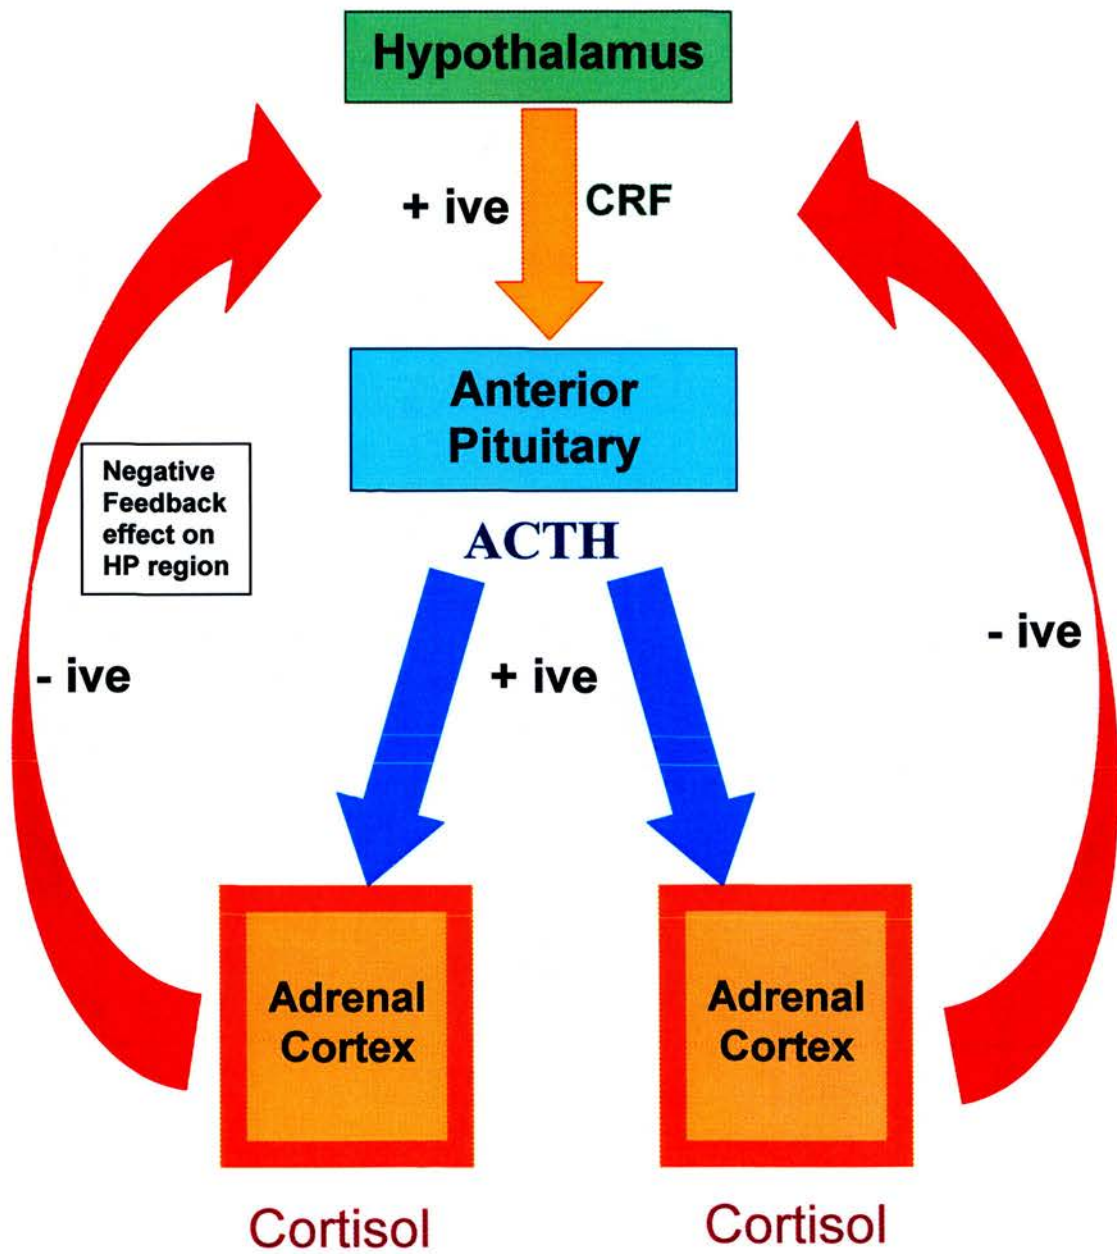 Hypothalamus
+ ive
CRF
Anterior
Pituitary
Negative
Feedback
effect on
HP region
ACTH
- ive
+ ive
- ive
Adrenal
Cortex
Adrenal
Cortex
Cortisol
Cortisol